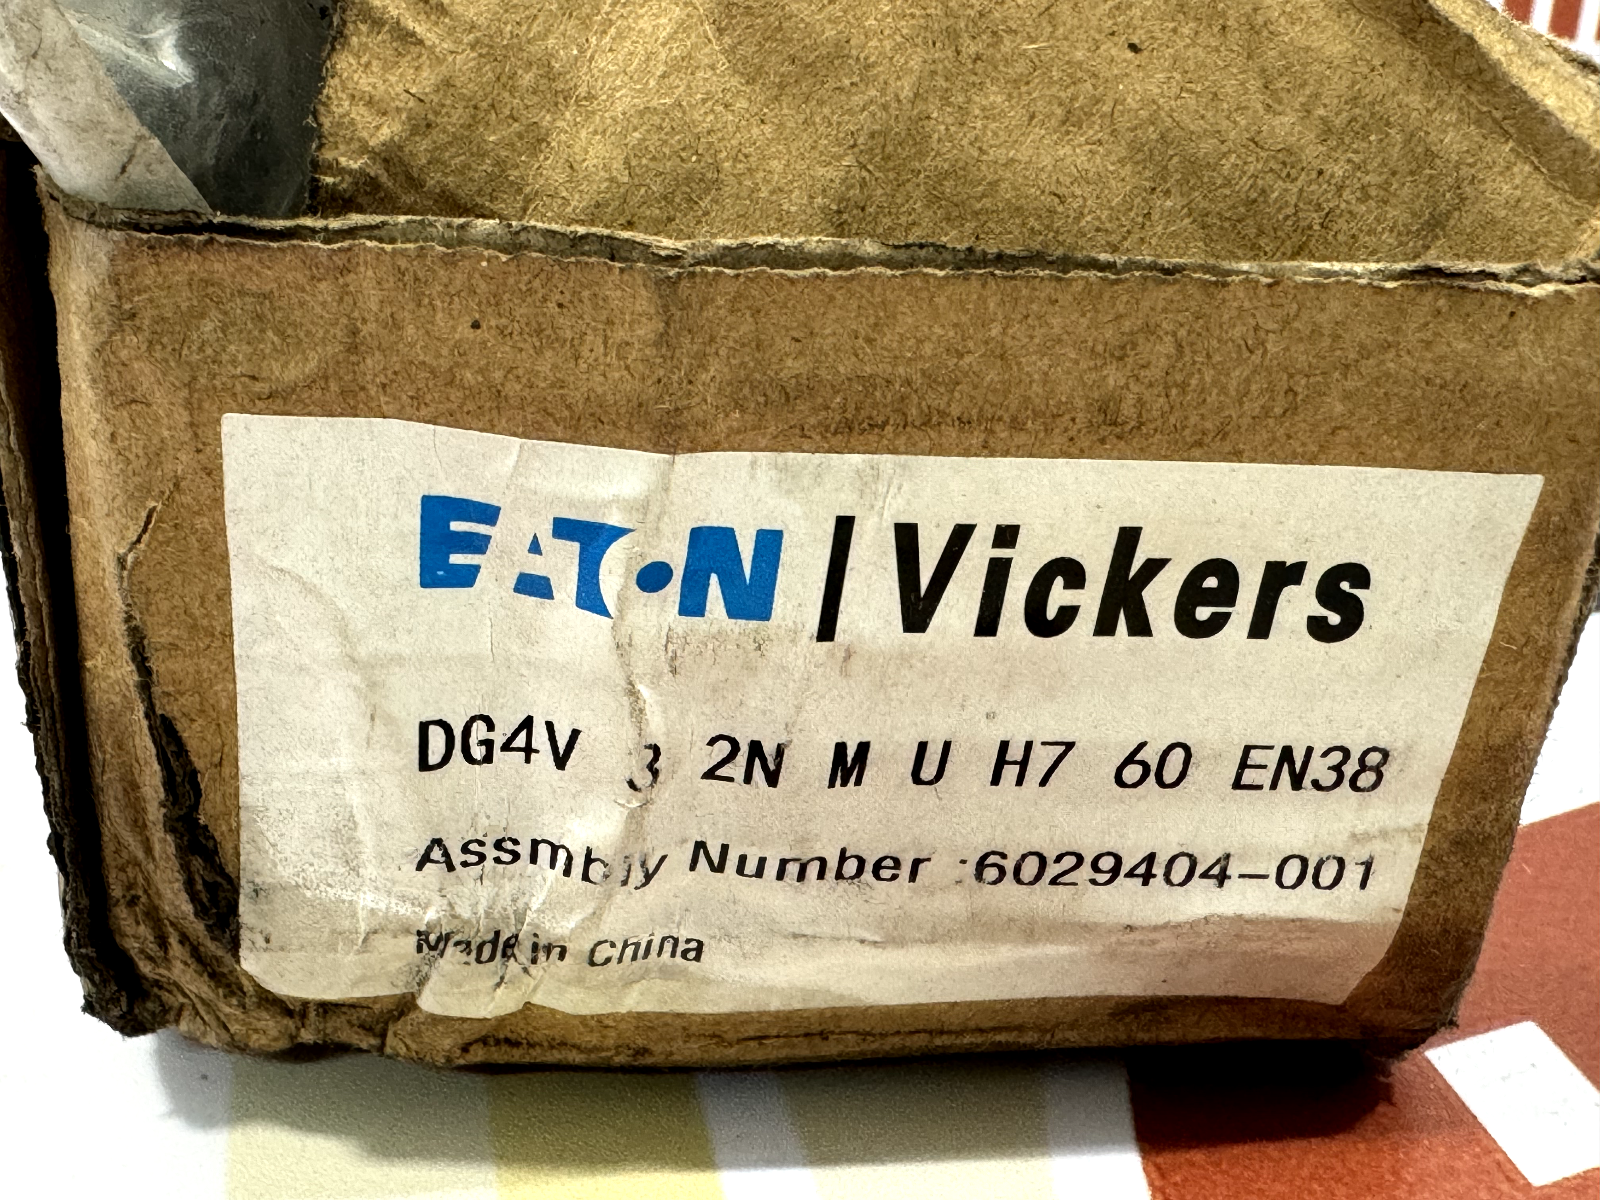 EATON | Vickers
DG4V 3 2N M U H7 60 EN38
Assmbly Number :6029404-001
Made in China